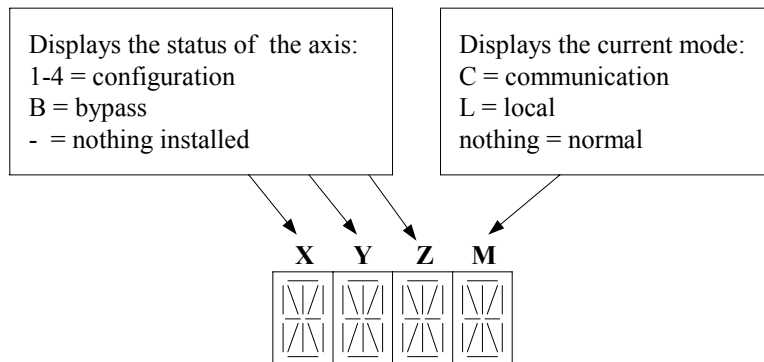 Displays the status of the axis:
1-4 = configuration
B = bypass
- = nothing installed
Displays the current mode:
C = communication
L = local
nothing = normal
X Y Z M